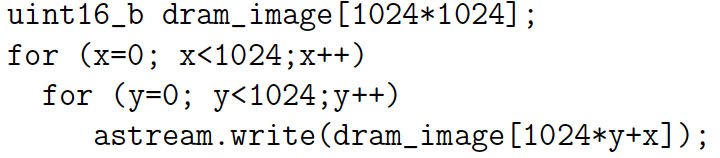 uint16_b dram_image[1024*1024];
for (x=0; x<1024;x++)
for (y=0; y<1024;y++)
astream.write(dram_image[1024*y+x]);